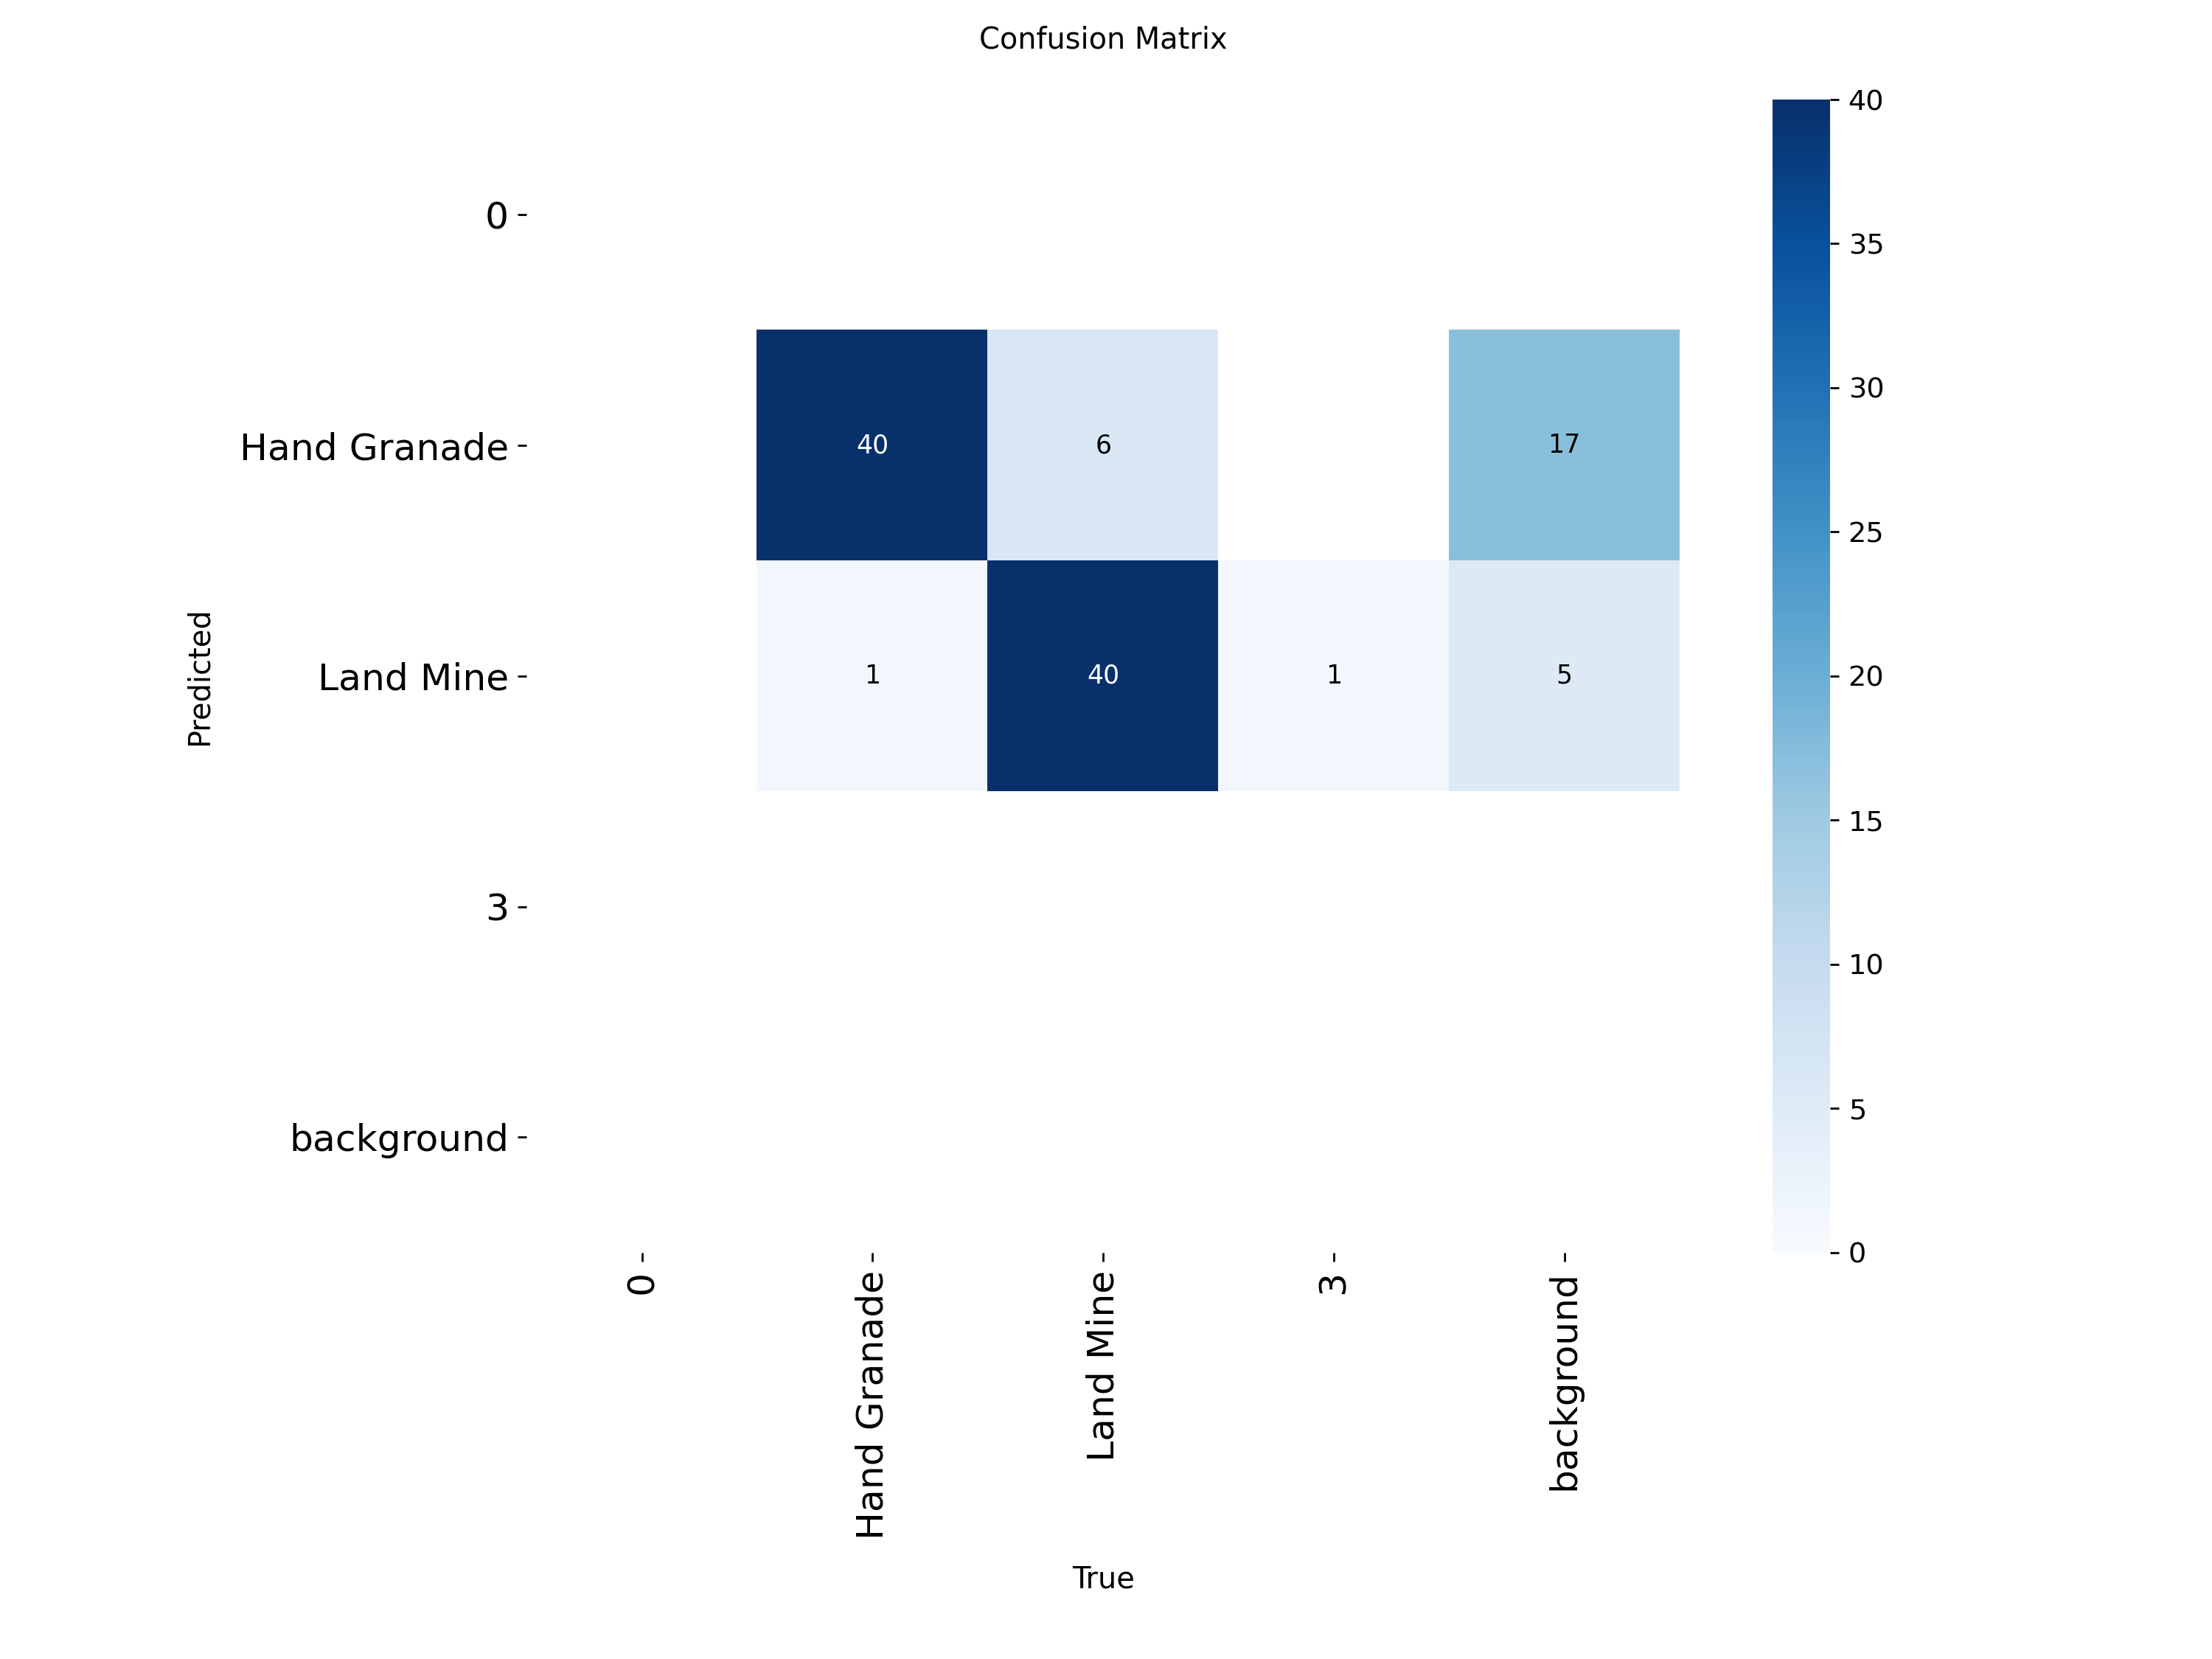 Confusion Matrix
0
Hand Granade
Land Mine
3
background
Predicted
40 6 17
1 40 1 5
0
Hand Granade
Land Mine
3
background
True
40
35
30
25
20
15
10
5
0